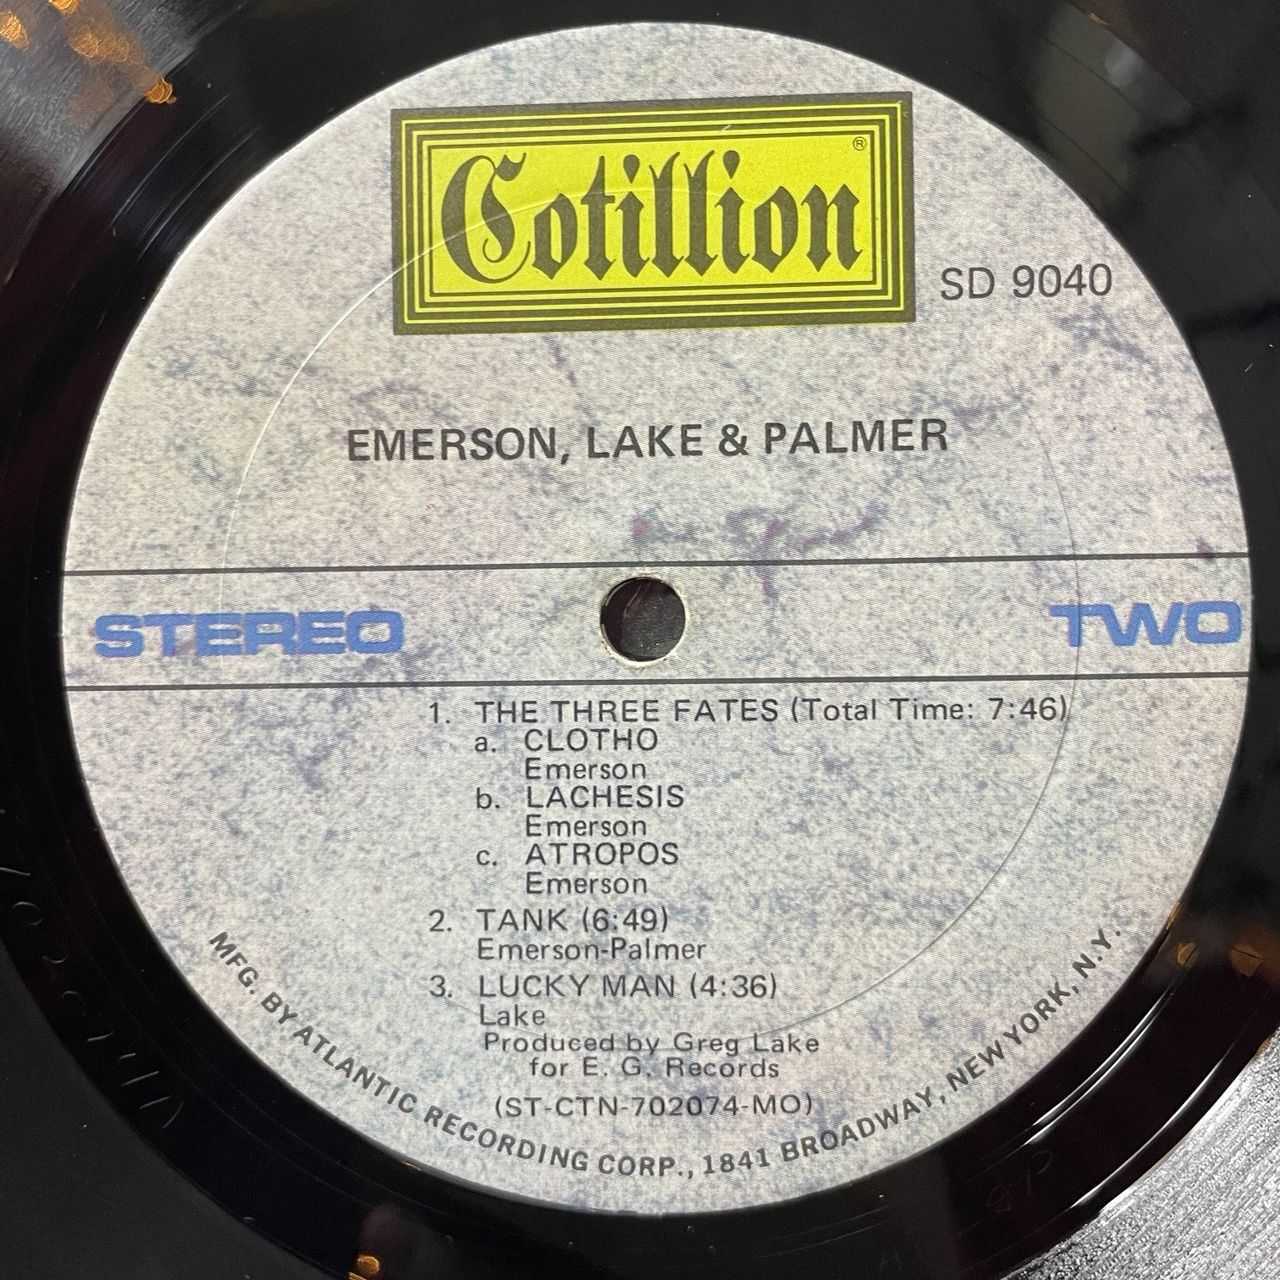 Cotillion ®
SD 9040
EMERSON, LAKE & PALMER
STEREO
TWO
1. THE THREE FATES (Total Time: 7:46)
a. CLOTHO
Emerson
b. LACHESIS
Emerson
c. ATROPOS
Emerson
2. TANK (6:49)
Emerson-Palmer
3. LUCKY MAN (4:36)
Lake
Produced by Greg Lake
for E. G. Records
(ST-CTN-702074-MO)
MFG. BY ATLANTIC RECORDING CORP., 1841 BROADWAY, NEW YORK, N.Y.